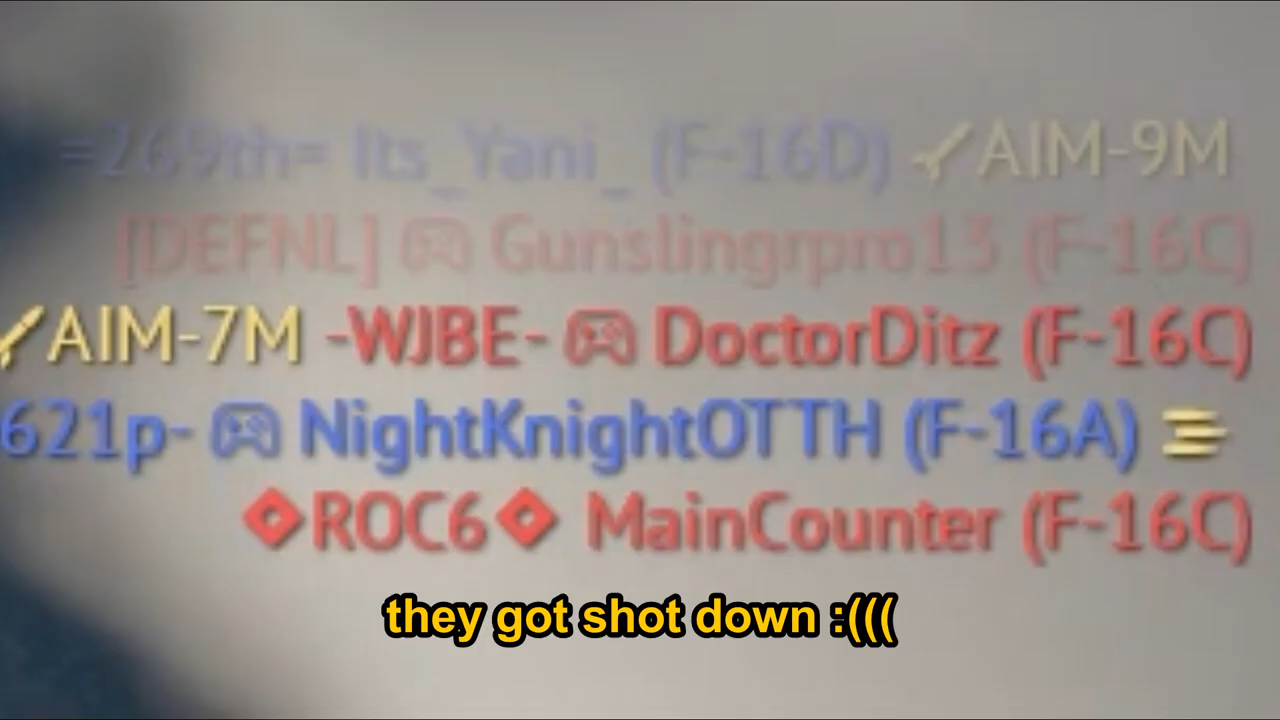 =269th= Its_Yani_ (F-16D) AIM-9M
[DEFNL] Gunslingrpro13 (F-16C)
AIM-7M -WJBE- DoctorDitz (F-16C)
621p- NightKnightOTTH (F-16A)
◆ROC6◆ MainCounter (F-16C)
they got shot down :(((